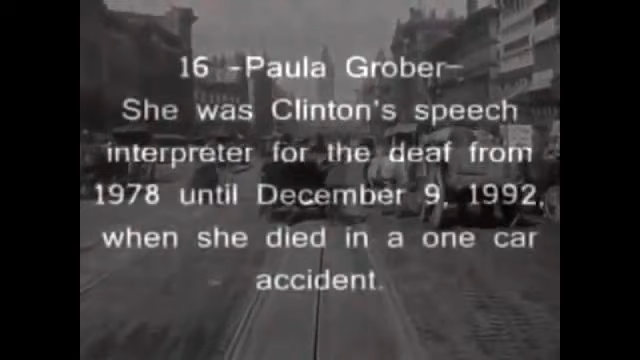 16 -Paula Grober-
She was Clinton's speech
interpreter for the deaf from
1978 until December 9, 1992,
when she died in a one car
accident.